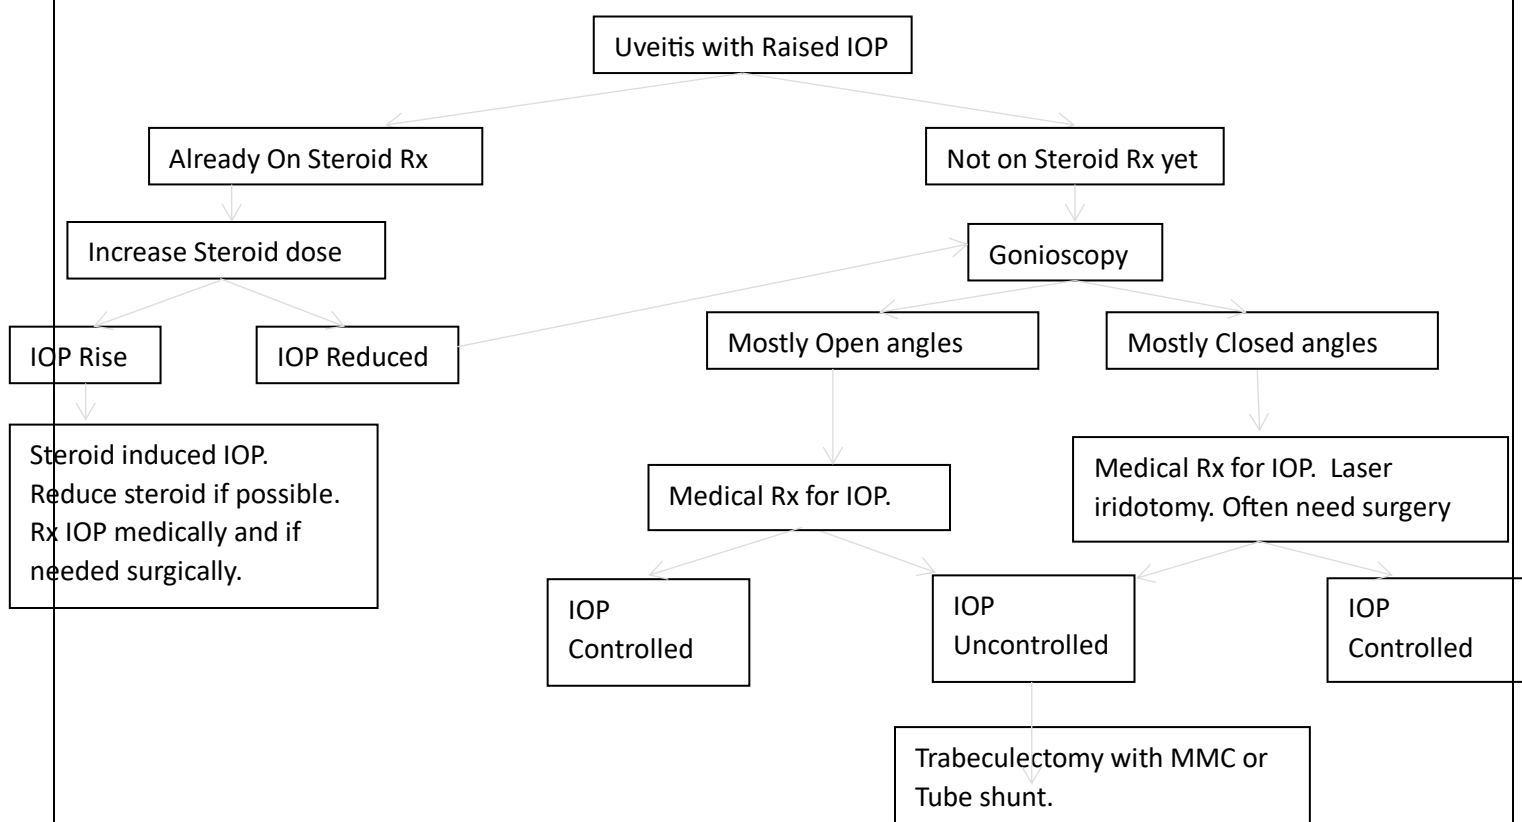 Uveitis with Raised IOP
Already On Steroid Rx
Not on Steroid Rx yet
Increase Steroid dose
Gonioscopy
IOP Rise
IOP Reduced
Mostly Open angles
Mostly Closed angles
Steroid induced IOP.
Reduce steroid if possible.
Rx IOP medically and if
needed surgically.
Medical Rx for IOP.
Medical Rx for IOP.  Laser
iridotomy. Often need surgery
IOP
Controlled
IOP
Uncontrolled
IOP
Controlled
Trabeculectomy with MMC or
Tube shunt.